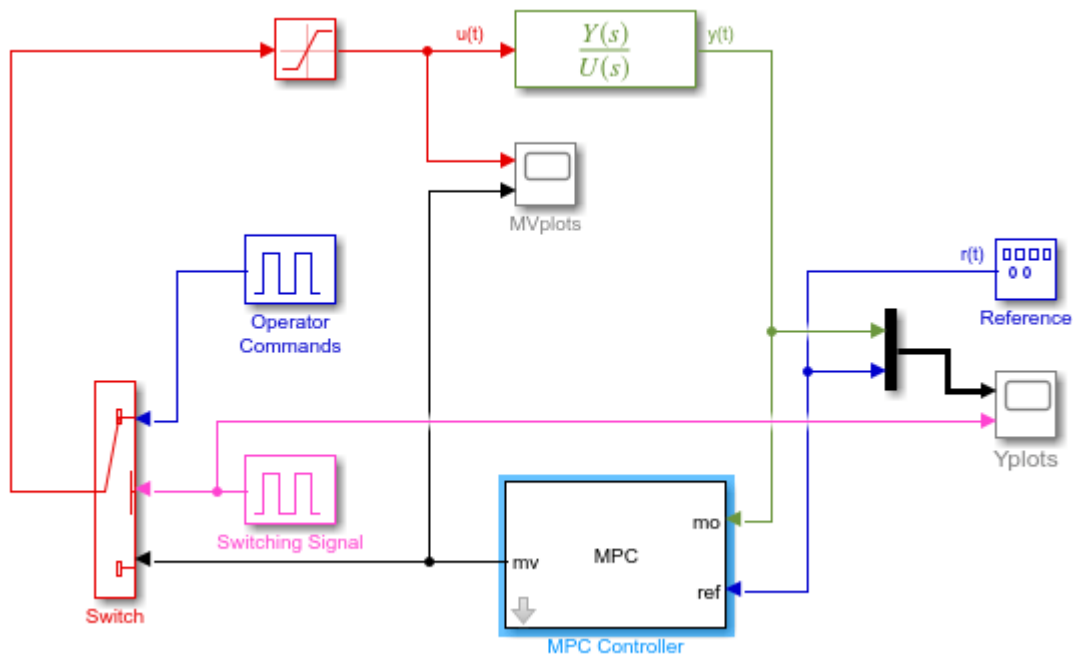 u(t)
Y(s)
U(s)
y(t)
MVplots
r(t)
Operator
Commands
Reference
Yplots
Switching Signal
mo
MPC
mv
ref
Switch
MPC Controller